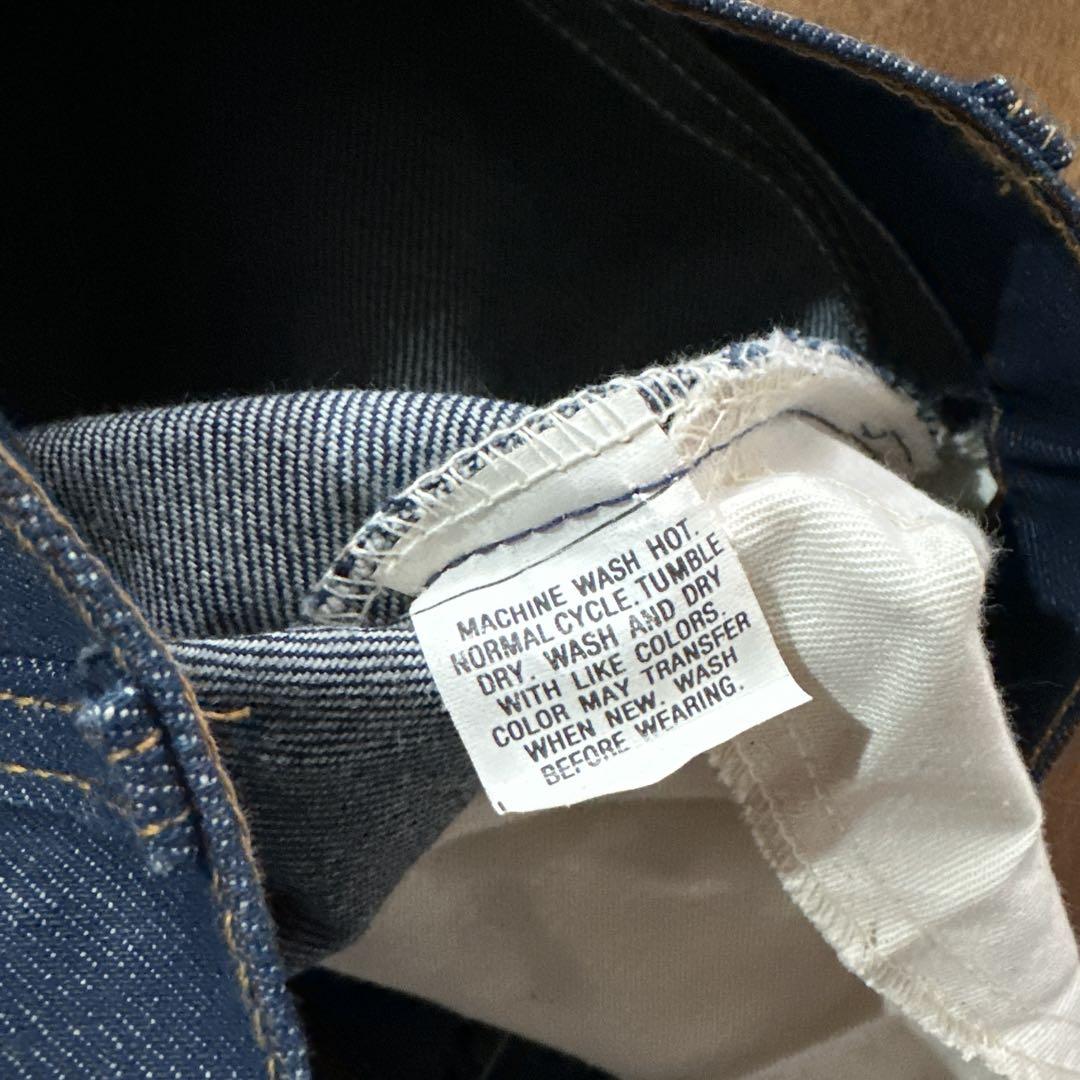 MACHINE WASH HOT.
NORMAL CYCLE. TUMBLE
DRY. WASH AND DRY
WITH LIKE COLORS.
COLOR MAY TRANSFER
WHEN NEW. WASH
BEFORE WEARING.